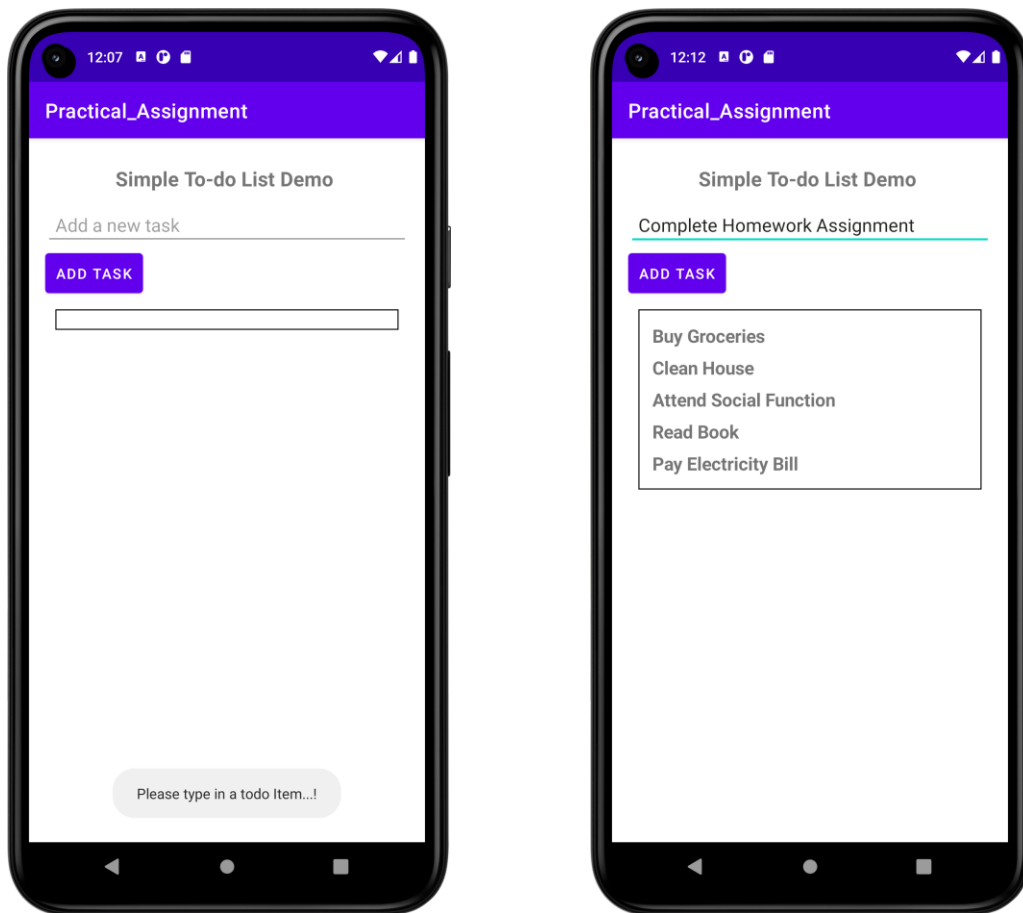 12:07
Practical_Assignment
Simple To-do List Demo
Add a new task
ADD TASK
Please type in a todo Item...!
12:12
Practical_Assignment
Simple To-do List Demo
Complete Homework Assignment
ADD TASK
Buy Groceries
Clean House
Attend Social Function
Read Book
Pay Electricity Bill